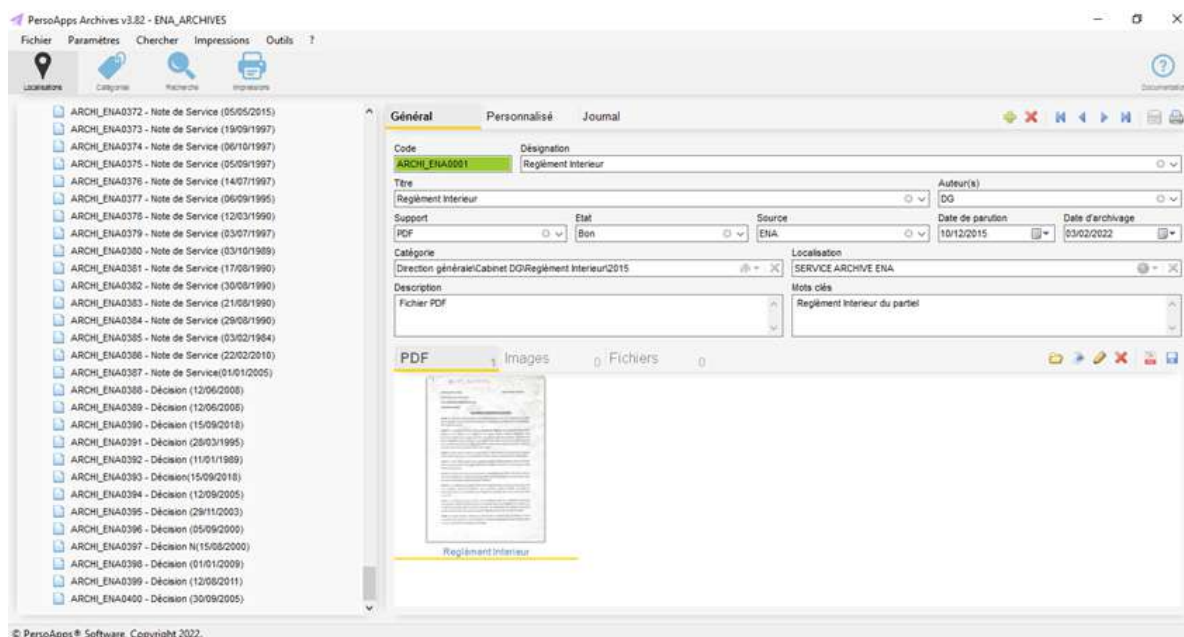 PersoApps Archives v3.82 - ENA_ARCHIVES
Fichier Paramètres Chercher Impressions Outils ?
Localisations Catégories Recherche Impressions Documentation
ARCHI_ENA0372 - Note de Service (05/05/2015)
ARCHI_ENA0373 - Note de Service (19/09/1997)
ARCHI_ENA0374 - Note de Service (06/10/1997)
ARCHI_ENA0375 - Note de Service (05/09/1997)
ARCHI_ENA0376 - Note de Service (14/07/1997)
ARCHI_ENA0377 - Note de Service (06/09/1995)
ARCHI_ENA0378 - Note de Service (12/03/1990)
ARCHI_ENA0379 - Note de Service (03/07/1997)
ARCHI_ENA0380 - Note de Service (03/10/1989)
ARCHI_ENA0381 - Note de Service (17/08/1990)
ARCHI_ENA0382 - Note de Service (30/08/1990)
ARCHI_ENA0383 - Note de Service (21/08/1990)
ARCHI_ENA0384 - Note de Service (29/08/1990)
ARCHI_ENA0385 - Note de Service (03/02/1984)
ARCHI_ENA0386 - Note de Service (22/02/2010)
ARCHI_ENA0387 - Note de Service(01/01/2005)
ARCHI_ENA0388 - Décision (12/06/2008)
ARCHI_ENA0389 - Décision (12/06/2008)
ARCHI_ENA0390 - Décision (15/09/2018)
ARCHI_ENA0391 - Décision (28/03/1995)
ARCHI_ENA0392 - Décision (11/01/1989)
ARCHI_ENA0393 - Décision(15/09/2018)
ARCHI_ENA0394 - Décision (12/09/2005)
ARCHI_ENA0395 - Décision (29/11/2003)
ARCHI_ENA0396 - Décision (05/09/2000)
ARCHI_ENA0397 - Décision N(15/08/2000)
ARCHI_ENA0398 - Décision (01/01/2009)
ARCHI_ENA0399 - Décision (12/08/2011)
ARCHI_ENA0400 - Décision (30/09/2005)
Général Personnalisé Journal
Code Désignation
ARCHI_ENA0001 Reglèment Interieur
Titre Auteur(s)
Reglèment Interieur DG
Support Etat Source Date de parution Date d'archivage
PDF Bon ENA 10/12/2015 03/02/2022
Catégorie Localisation
Direction générale\Cabinet DG\Reglèment Interieur\2015 SERVICE ARCHIVE ENA
Description Mots clés
Fichier PDF Reglèment Interieur du partiel
PDF 1 Images 0 Fichiers 0
Reglèment Interieur
© PersoApps® Software, Copyright 2022.